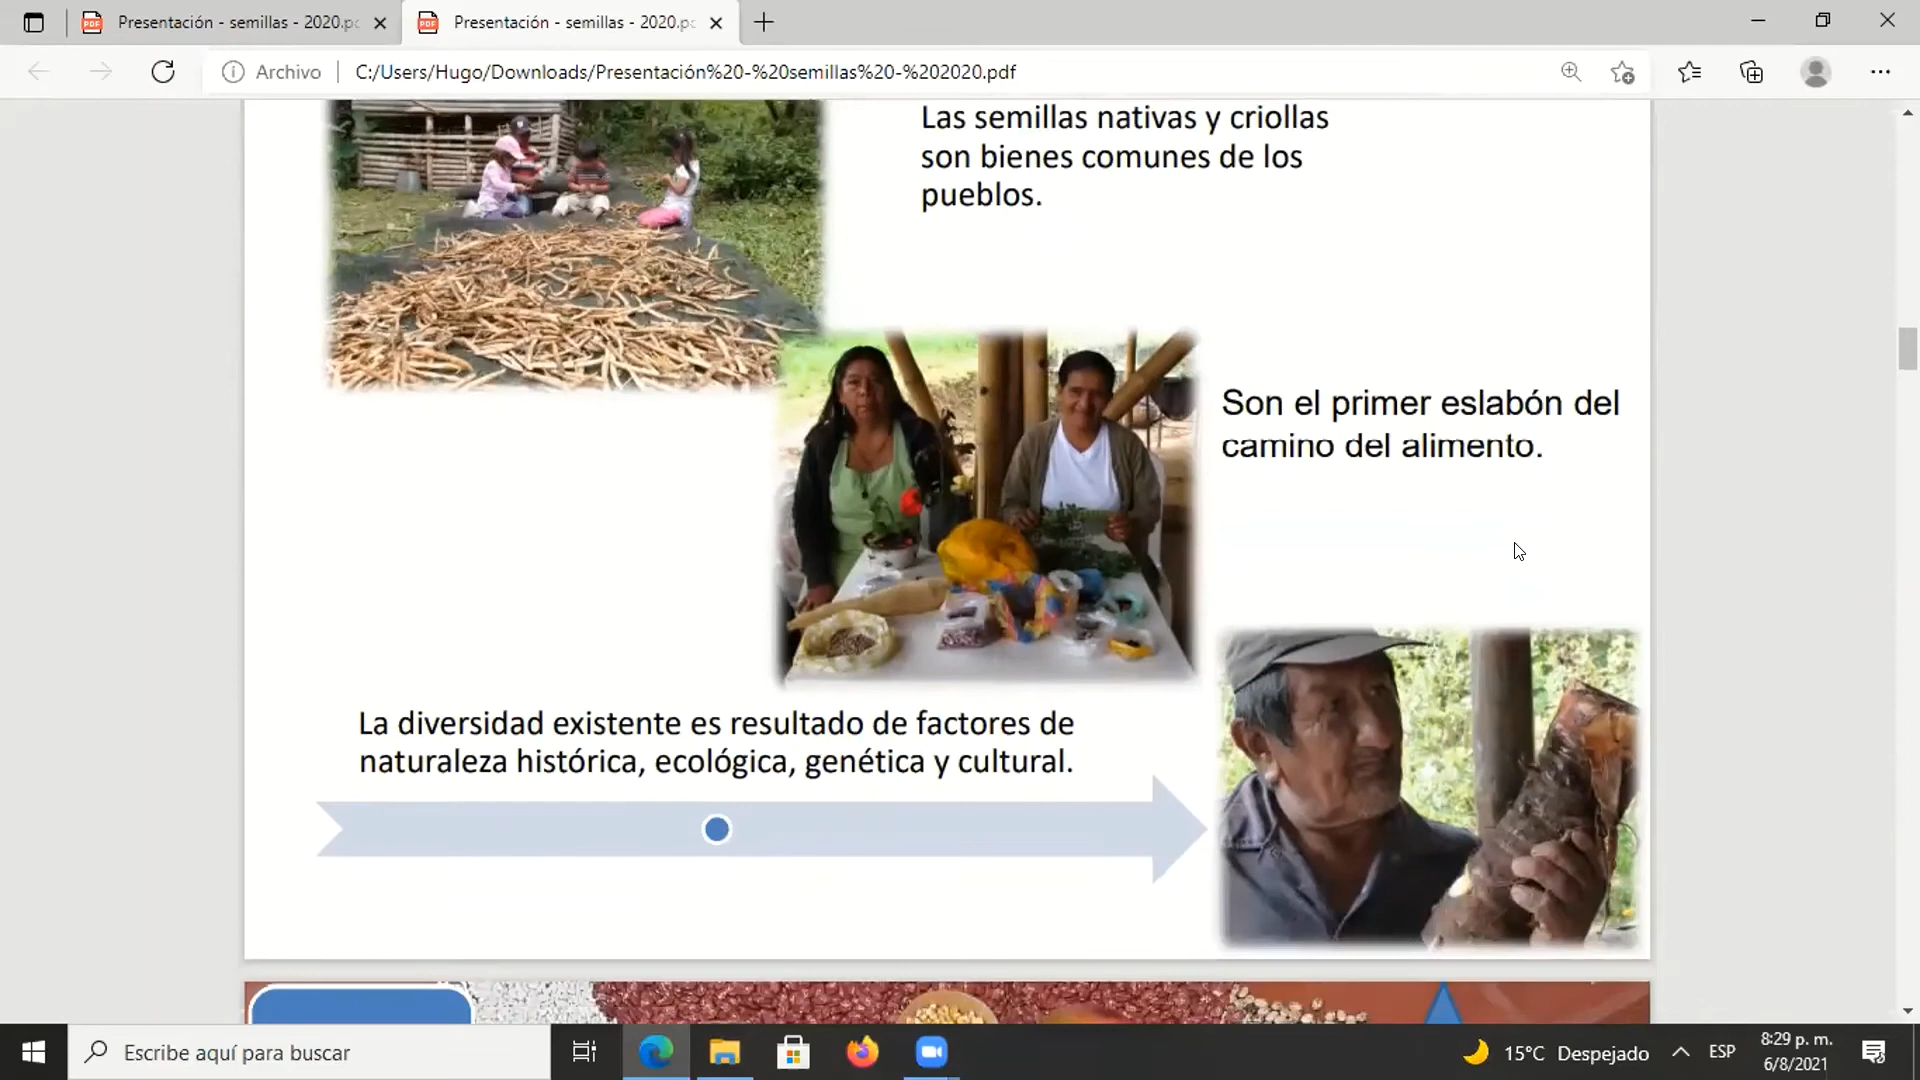 Presentación - semillas - 2020.pd
Presentación - semillas - 2020.pd
Archivo
C:/Users/Hugo/Downloads/Presentación%20-%20semillas%20-%202020.pdf
Las semillas nativas y criollas
son bienes comunes de los
pueblos.
Son el primer eslabón del
camino del alimento.
La diversidad existente es resultado de factores de
naturaleza histórica, ecológica, genética y cultural.
Escribe aquí para buscar
15°C Despejado
ESP
8:29 p. m.
6/8/2021